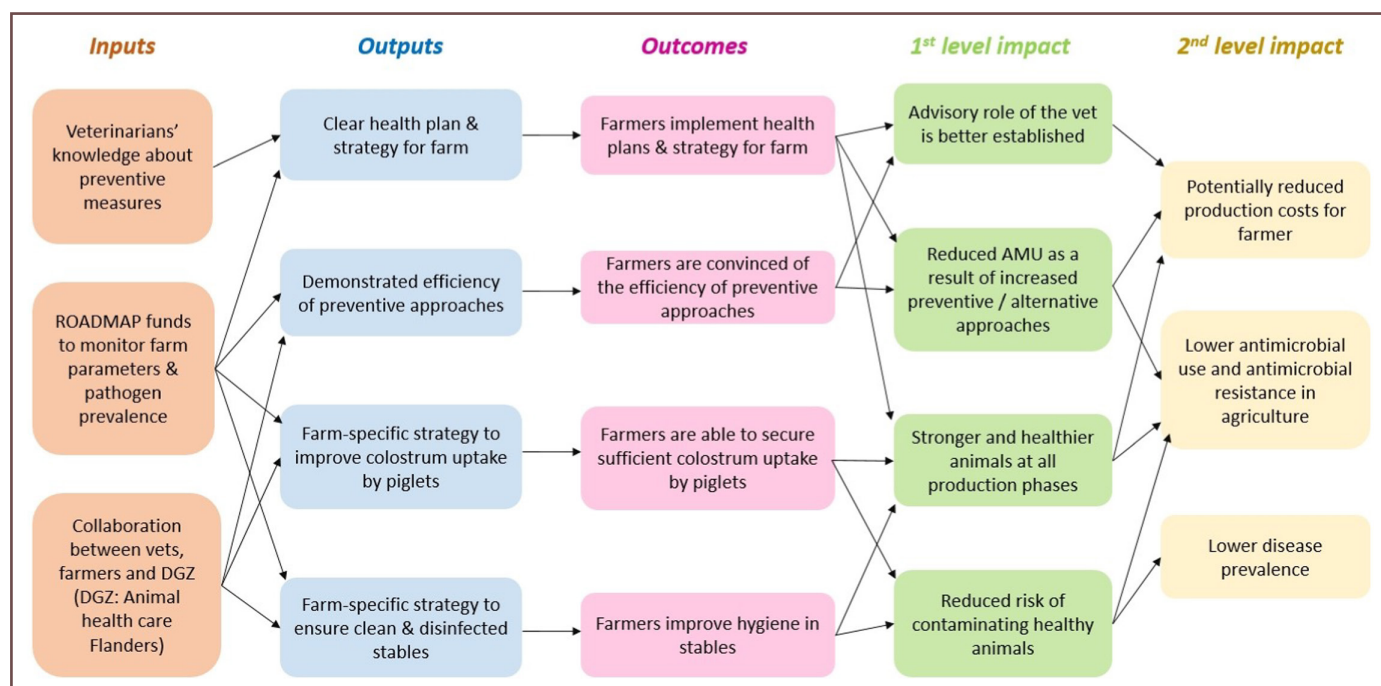 Inputs
Outputs
Outcomes
1st level impact
2nd level impact
Veterinarians’
knowledge about
preventive
measures
ROADMAP funds
to monitor farm
parameters &
pathogen
prevalence
Collaboration
between vets,
farmers and DGZ
(DGZ: Animal
health care
Flanders)
Clear health plan &
strategy for farm
Demonstrated efficiency
of preventive approaches
Farm-specific strategy to
improve colostrum uptake
by piglets
Farm-specific strategy to
ensure clean & disinfected
stables
Farmers implement health
plans & strategy for farm
Farmers are convinced of
the efficiency of preventive
approaches
Farmers are able to secure
sufficient colostrum uptake
by piglets
Farmers improve hygiene in
stables
Advisory role of the vet
is better established
Reduced AMU as a
result of increased
preventive / alternative
approaches
Stronger and healthier
animals at all
production phases
Reduced risk of
contaminating healthy
animals
Potentially reduced
production costs for
farmer
Lower antimicrobial
use and antimicrobial
resistance in
agriculture
Lower disease
prevalence